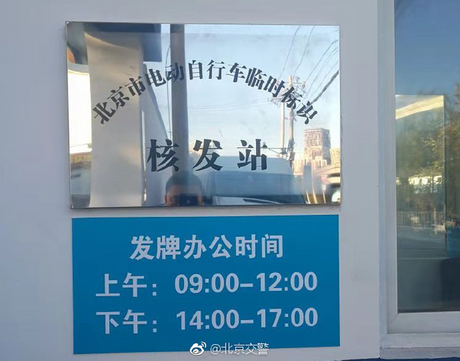 北京市电动自行车临时标识
核发站
发牌办公时间
上午：09:00-12:00
下午：14:00-17:00
@北京交警